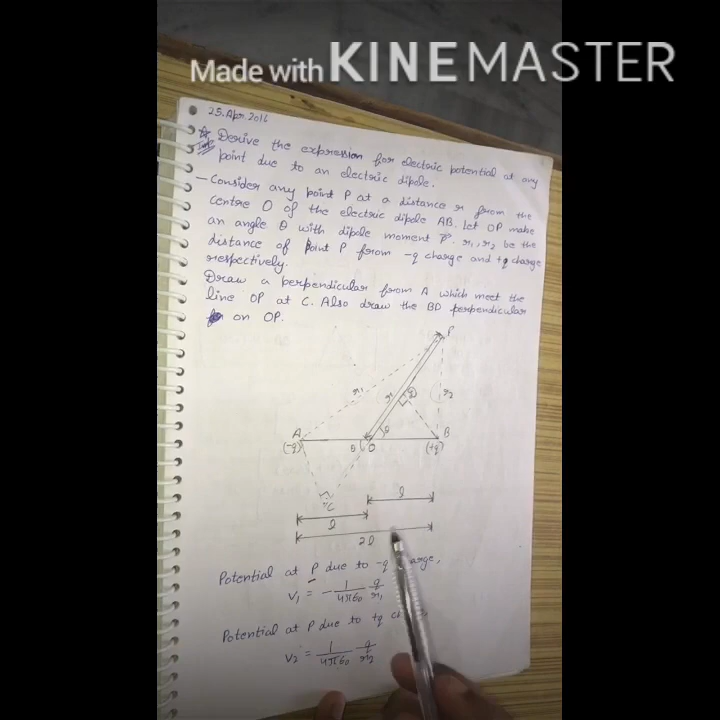 Made with KINEMASTER
25.Apr.2016
Derive the expression for electric potential at any
point due to an electric dipole.
— Consider any point P at a distance r from the
centre O of the electric dipole AB. Let OP make
an angle θ with dipole moment p⃗. r₁, r₂ be the
distance of point P from -q charge and +q charge
respectively.
Draw a perpendicular from A which meet the
line OP at C. Also draw the BD perpendicular
on OP.
P
r₁
r
r₂
A
θ
B
(-q)
θ
O
(+q)
C
l
l
2l
Potential at P due to -q charge,
V₁ = - 1/4πε₀ q/r₁
Potential at P due to +q
V₂ = 1/4πε₀ q/r₂